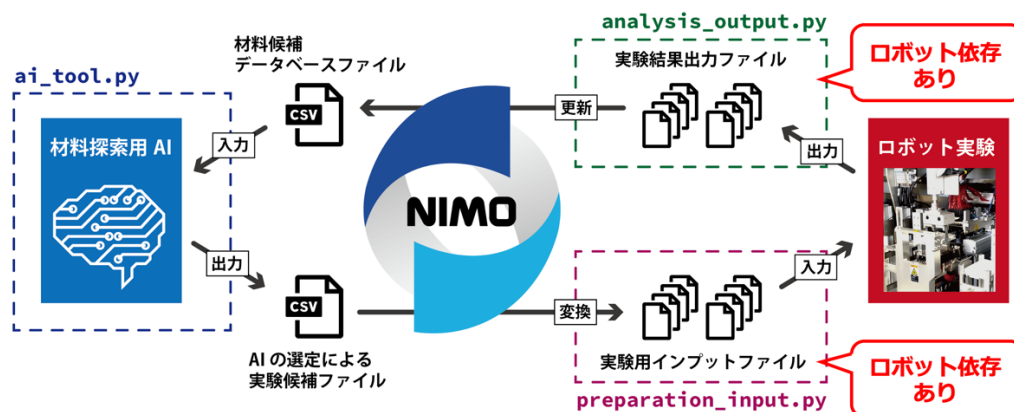 analysis_output.py
ロボット依存
あり
材料候補
データベースファイル
実験結果出力ファイル
ai_tool.py
CSV
更新
材料探索用 AI
入力
出力
ロボット実験
NIMO
出力
CSV
変換
入力
AI の選定による
実験候補ファイル
実験用インプットファイル
ロボット依存
あり
preparation_input.py